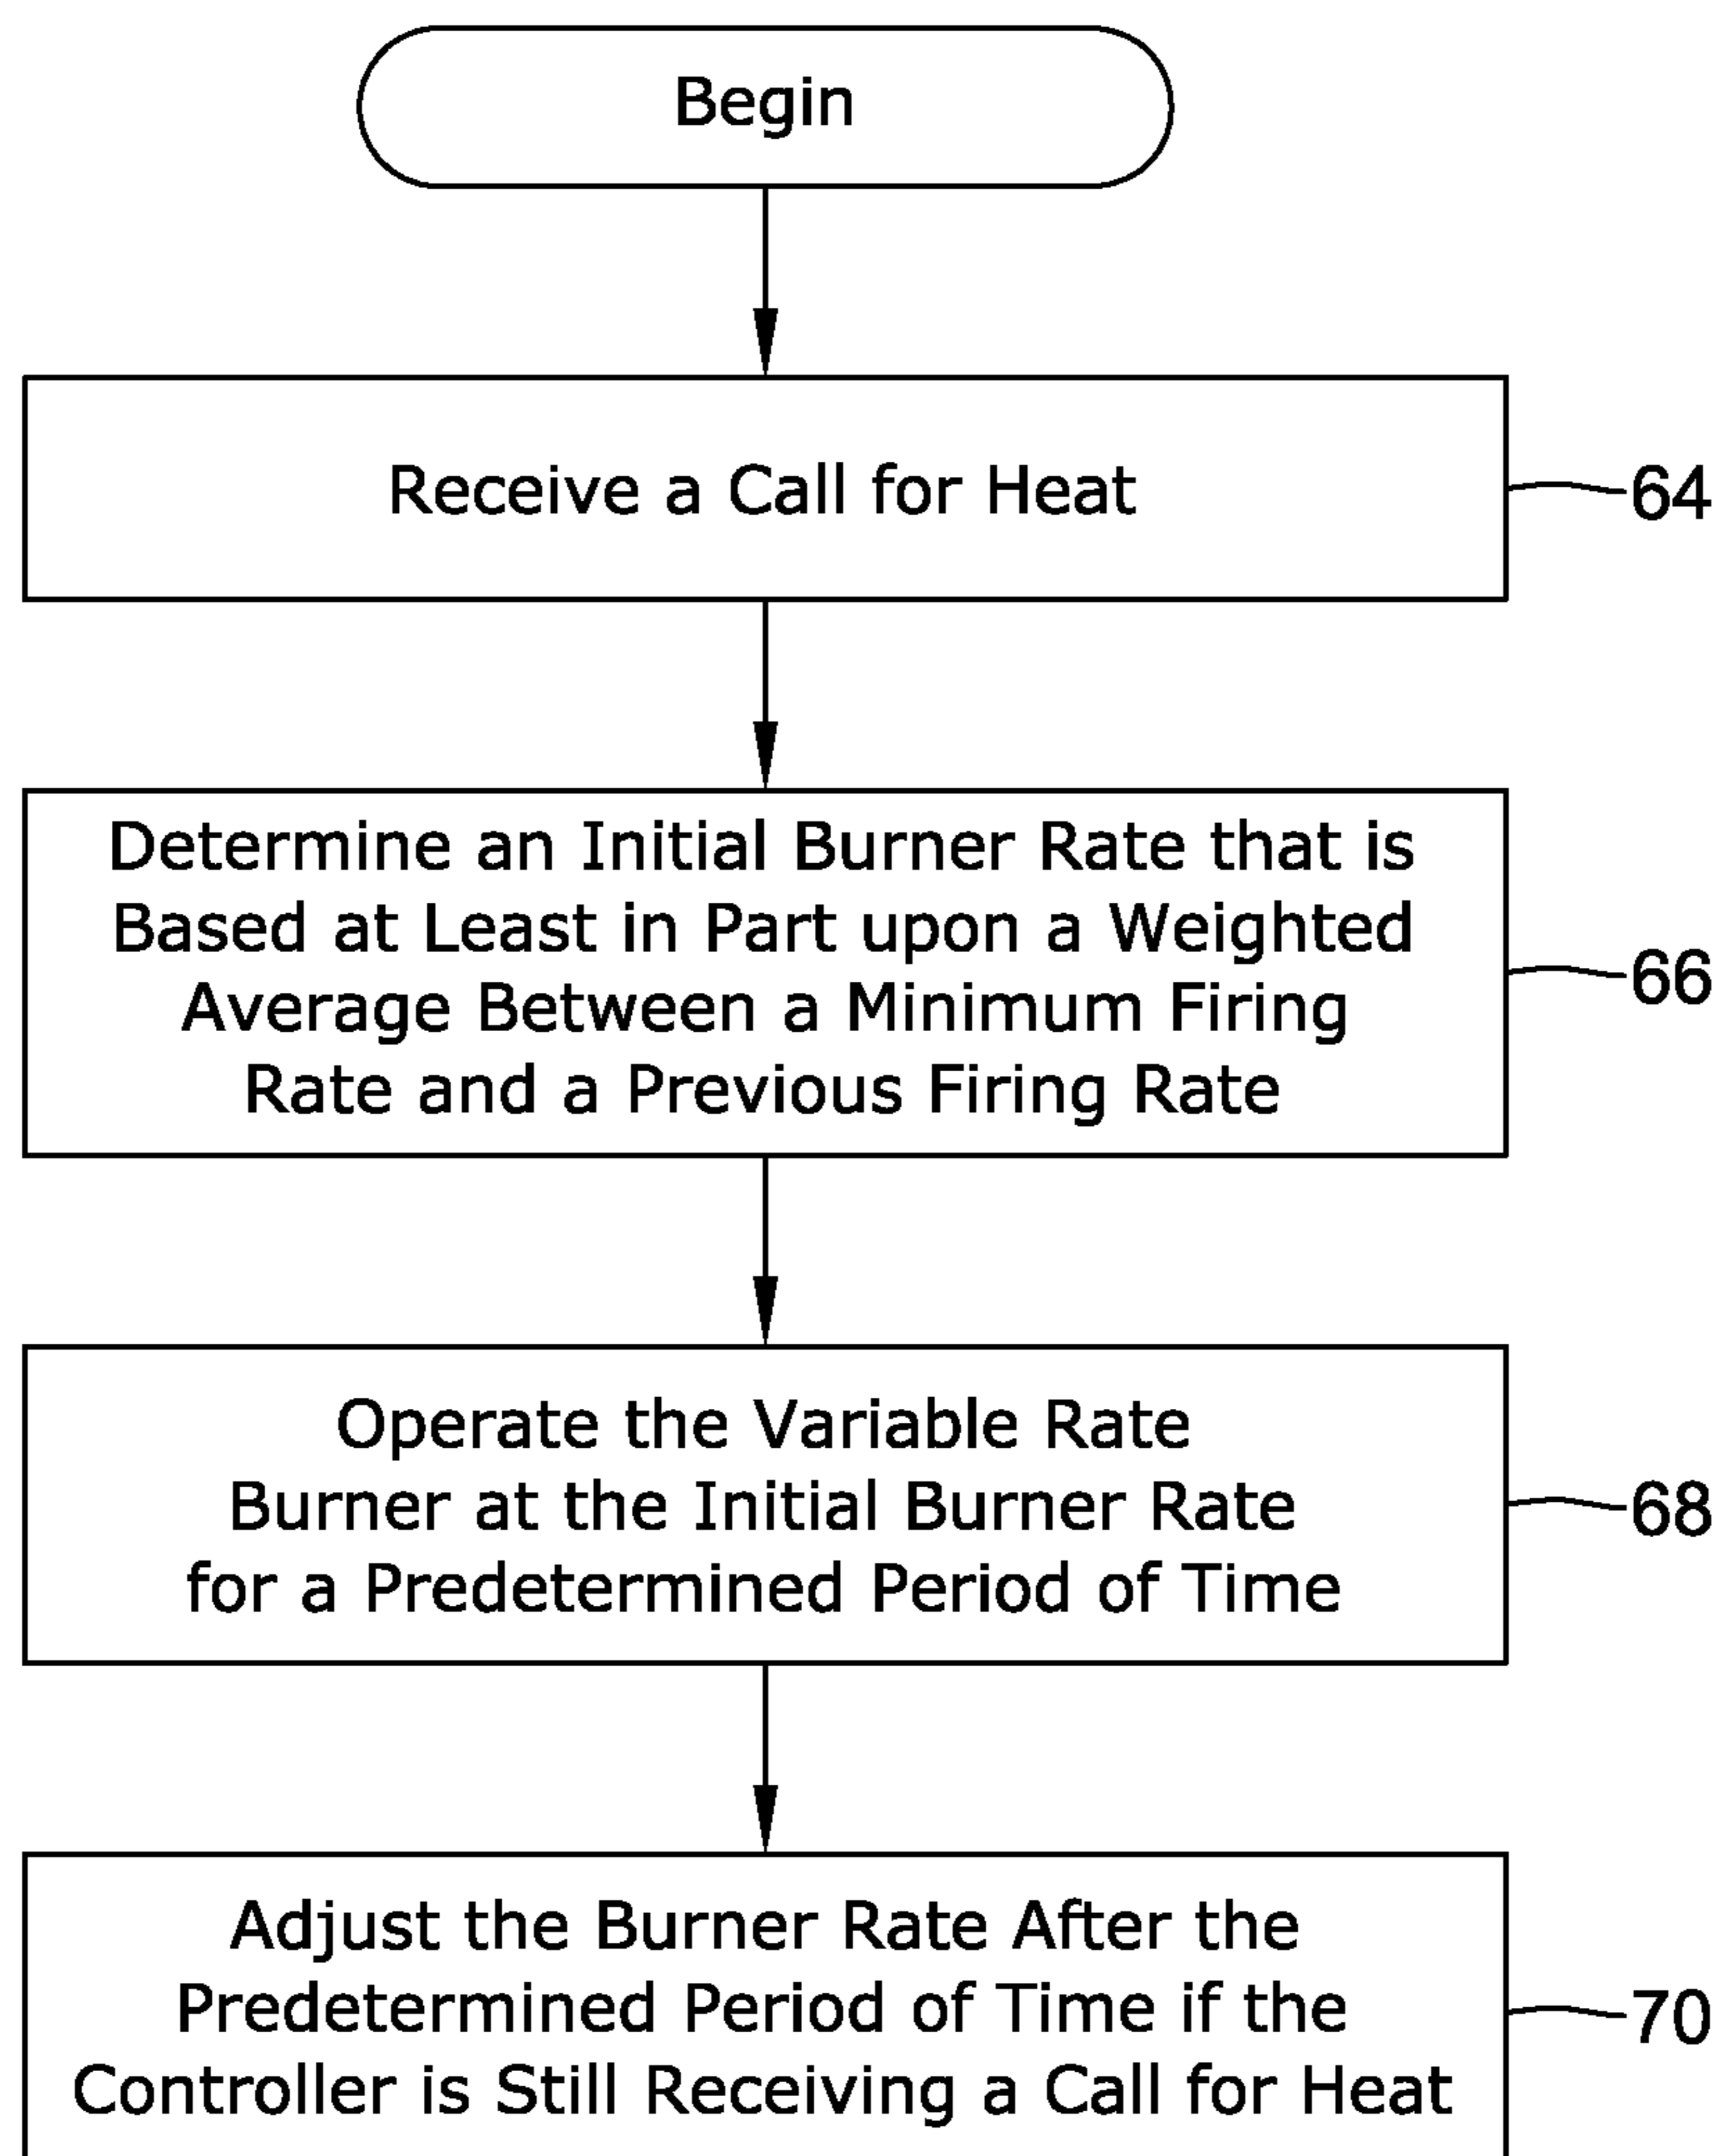 Begin
Receive a Call for Heat
64
Determine an Initial Burner Rate that is
Based at Least in Part upon a Weighted
Average Between a Minimum Firing
Rate and a Previous Firing Rate
66
Operate the Variable Rate
Burner at the Initial Burner Rate
for a Predetermined Period of Time
68
Adjust the Burner Rate After the
Predetermined Period of Time if the
Controller is Still Receiving a Call for Heat
70